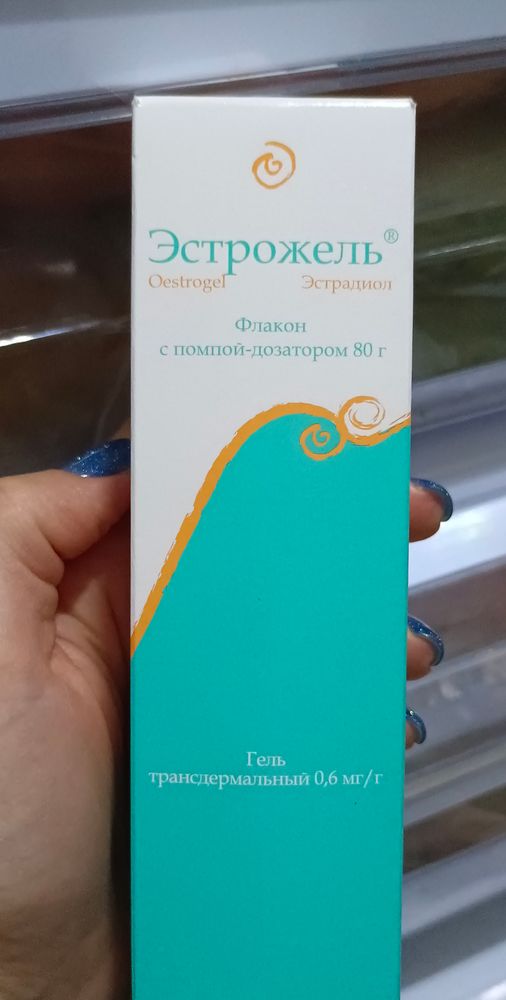 Эстрожель®
Oestrogel Эстрадиол
Флакон
с помпой-дозатором 80 г
Гель
трансдермальный 0,6 мг/г